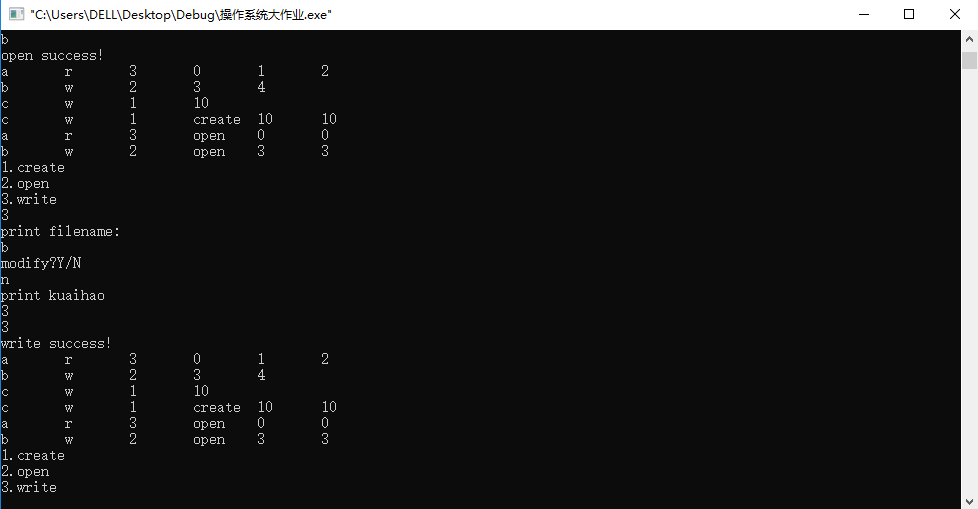 "C:\Users\DELL\Desktop\Debug\操作系统大作业.exe"
b
open success!
a r 3 0 1 2
b w 2 3 4
c w 1 10
c w 1 create 10 10
a r 3 open 0 0
b w 2 open 3 3
1.create
2.open
3.write
3
print filename:
b
modify?Y/N
n
print kuaihao
3
3
write success!
a r 3 0 1 2
b w 2 3 4
c w 1 10
c w 1 create 10 10
a r 3 open 0 0
b w 2 open 3 3
1.create
2.open
3.write